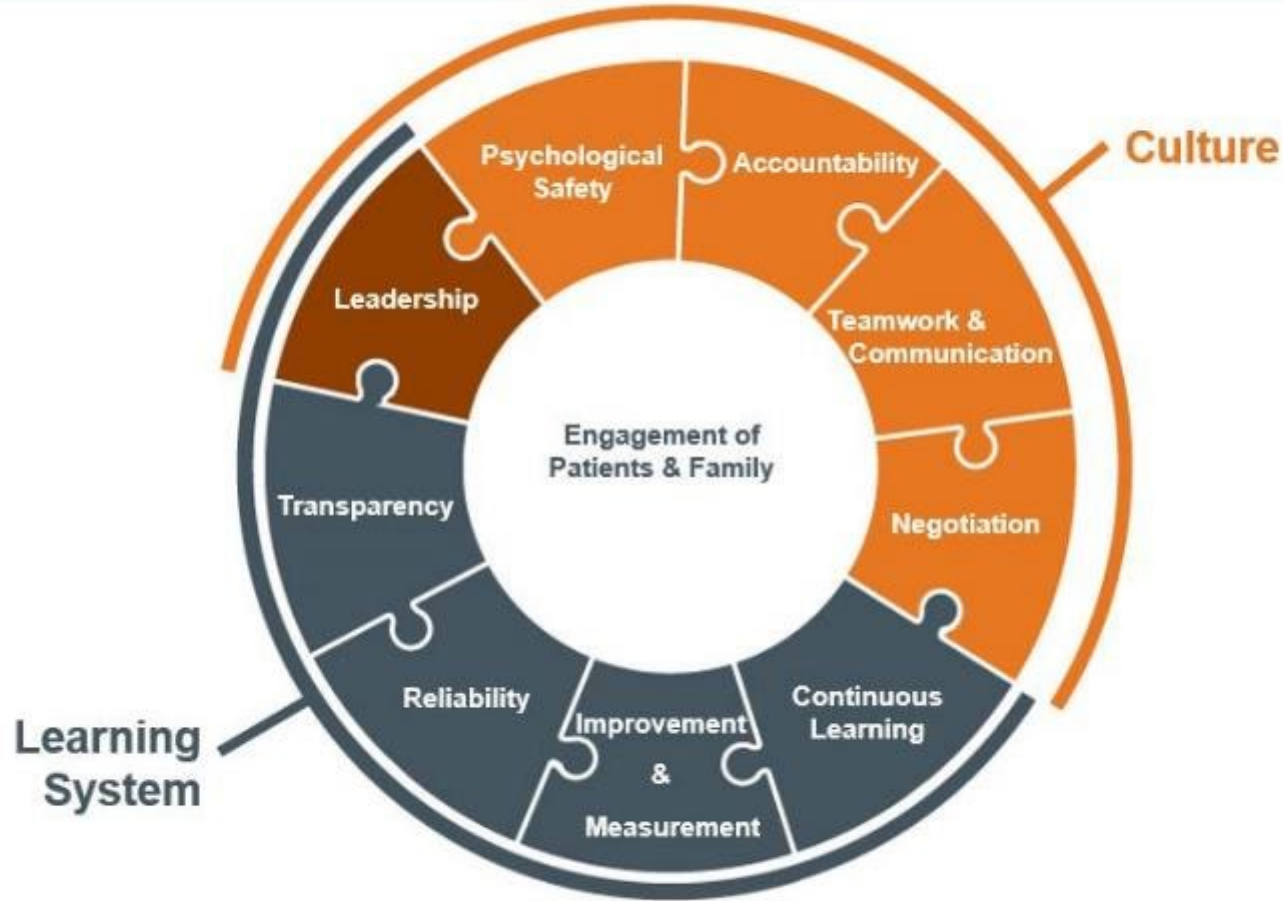 Culture
Psychological
Safety
Accountability
Leadership
Teamwork &
Communication
Engagement of
Patients & Family
Transparency
Negotiation
Reliability
Improvement
&
Measurement
Continuous
Learning
Learning
System